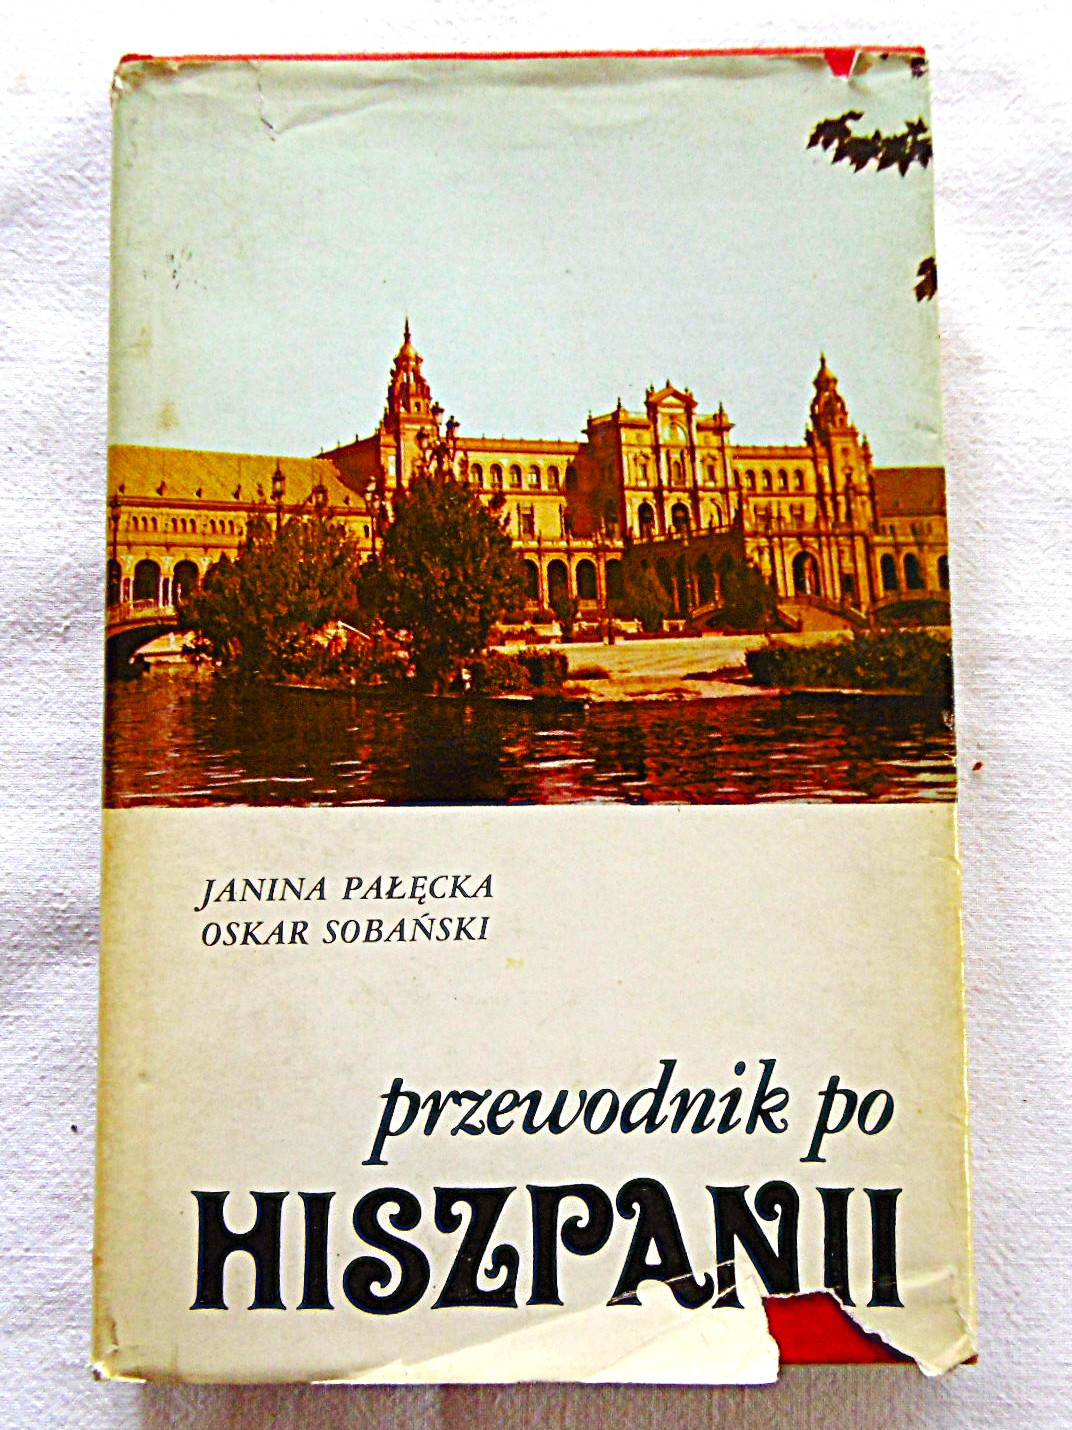 JANINA PAŁĘCKA
OSKAR SOBAŃSKI
przewodnik po
HISZPANII